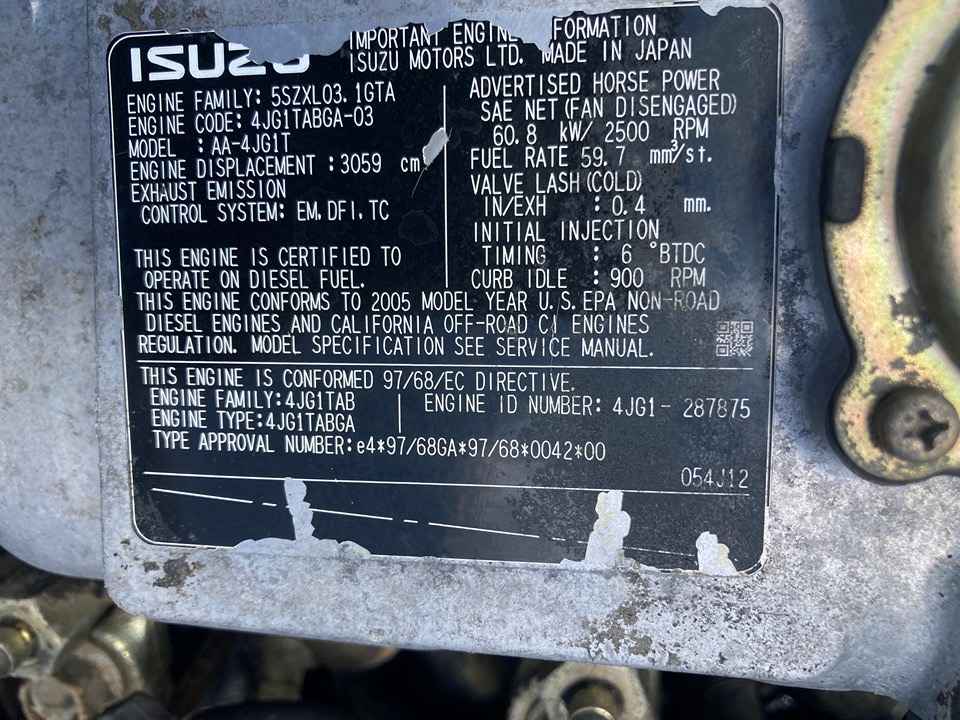 ISUZU
IMPORTANT ENGINE INFORMATION
ISUZU MOTORS LTD. MADE IN JAPAN
ENGINE FAMILY: 5SZXL03.1GTA
ENGINE CODE: 4JG1TABGA-03
MODEL : AA-4JG1T
ENGINE DISPLACEMENT :3059 cm
EXHAUST EMISSION
CONTROL SYSTEM: EM,DFI,TC
THIS ENGINE IS CERTIFIED TO
OPERATE ON DIESEL FUEL.
ADVERTISED HORSE POWER
SAE NET(FAN DISENGAGED)
60.8 kW/ 2500 RPM
FUEL RATE 59.7 mm³/st.
VALVE LASH(COLD)
IN/EXH : 0.4 mm.
INITIAL INJECTION
TIMING : 6 °BTDC
CURB IDLE : 900 RPM
THIS ENGINE CONFORMS TO 2005 MODEL YEAR U.S.EPA NON-ROAD
DIESEL ENGINES AND CALIFORNIA OFF-ROAD CI ENGINES
REGULATION. MODEL SPECIFICATION SEE SERVICE MANUAL.
THIS ENGINE IS CONFORMED 97/68/EC DIRECTIVE.
ENGINE FAMILY:4JG1TAB
ENGINE TYPE:4JG1TABGA
ENGINE ID NUMBER: 4JG1- 287875
TYPE APPROVAL NUMBER:e4*97/68GA*97/68*0042*00
054J12